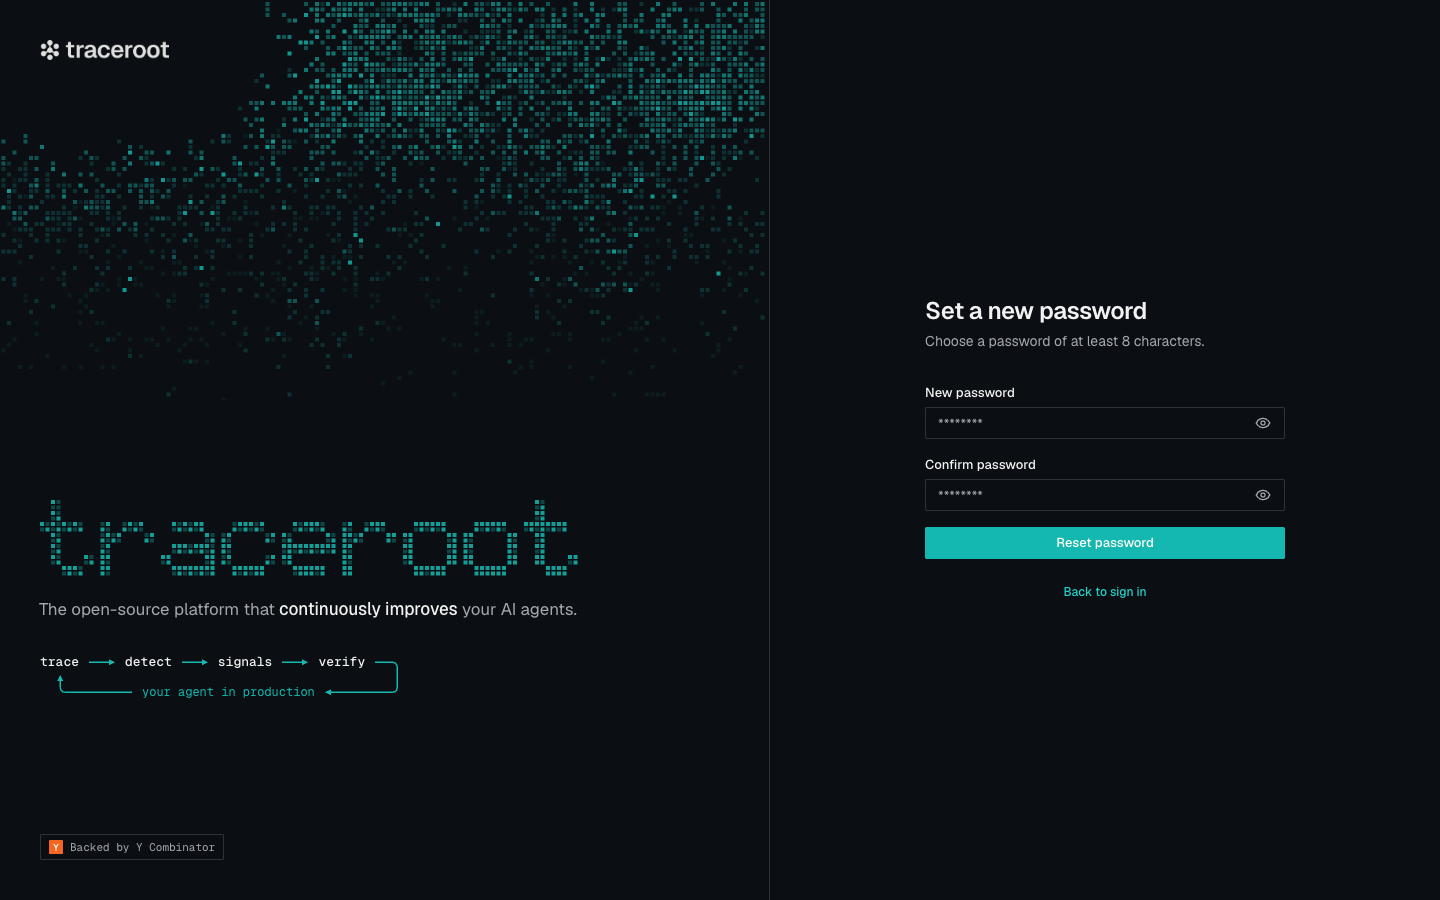 traceroot
traceroot.
The open-source platform that continuously improves your AI agents.
trace detect signals verify
your agent in production
Y Backed by Y Combinator
Set a new password
Choose a password of at least 8 characters.
New password
********
Confirm password
********
Reset password
Back to sign in